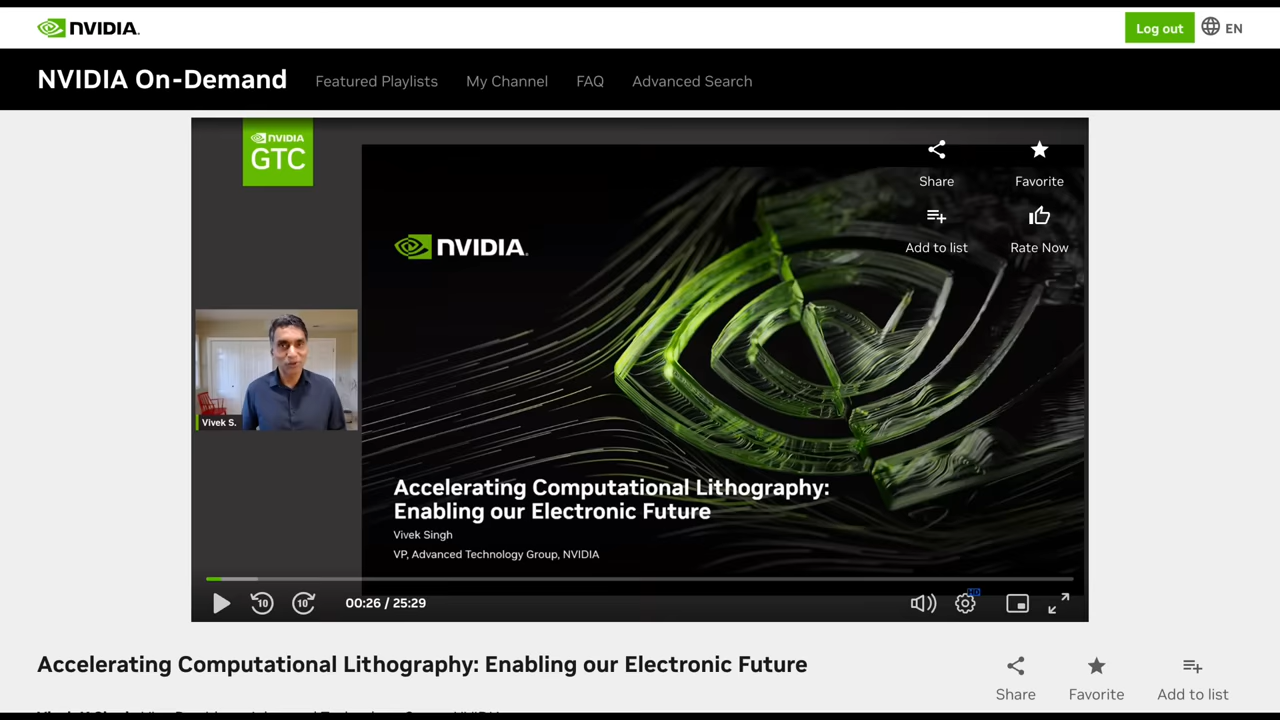 NVIDIA.
Log out
EN
NVIDIA On-Demand
Featured Playlists
My Channel
FAQ
Advanced Search
NVIDIA
GTC
Share
Favorite
Add to list
Rate Now
NVIDIA.
Vivek S.
Accelerating Computational Lithography:
Enabling our Electronic Future
Vivek Singh
VP, Advanced Technology Group, NVIDIA
10
10
00:26 / 25:29
HD
Accelerating Computational Lithography: Enabling our Electronic Future
Share
Favorite
Add to list